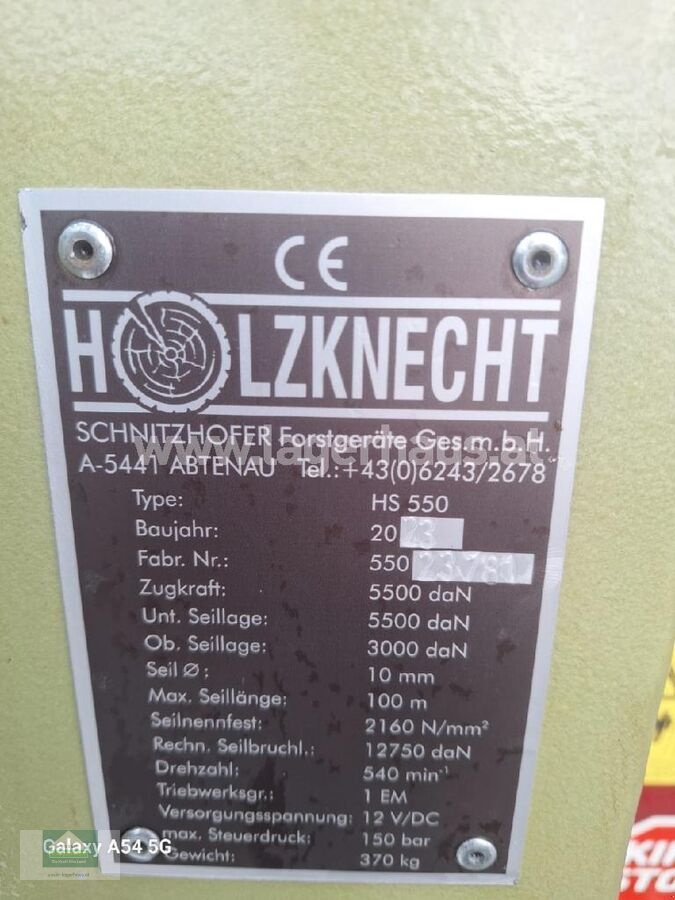 CE
HOLZKNECHT
SCHNITZHOFER Forstgeräte Ges.m.b.H.
A-5441 ABTENAU Tel.:+43(0)6243/2678
www.lagerhaus.at
Type: HS 550
Baujahr: 2023
Fabr. Nr.: 550
Zugkraft: 5500 daN
Unt. Seillage: 5500 daN
Ob. Seillage: 3000 daN
Seil Ø: 10 mm
Max. Seillänge: 100 m
Seilnennfest: 2160 N/mm²
Rechn. Seilbruchl.: 12750 daN
Drehzahl: 540 min⁻¹
Triebwerksgr.: 1 EM
Versorgungsspannung: 12 V/DC
max. Steuerdruck: 150 bar
Gewicht: 370 kg
Galaxy A54 5G